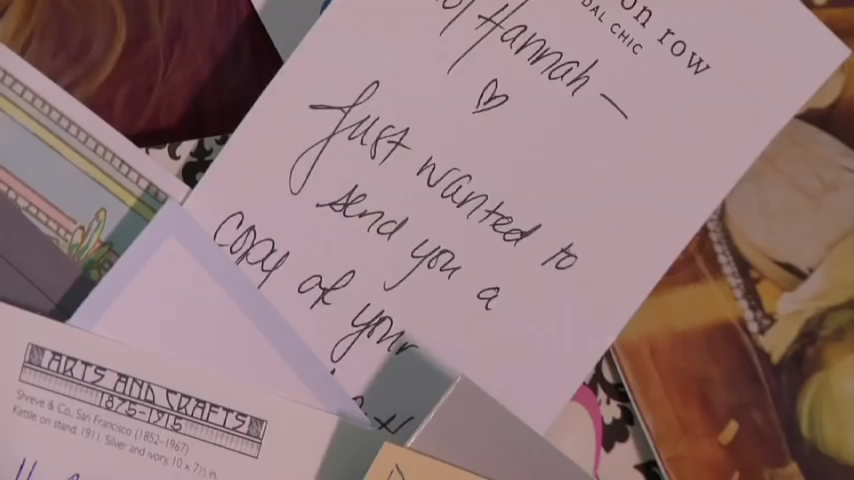 on row
DAL CHIC
Hannah —
Just wanted to
send you a
copy of your
ARTS AND CRAFTS
1875-1915
Shreve & Co., San Francisco (1852-1967)
Kettle on stand, 1911. Silver and ivory, 10 x 7½ in.